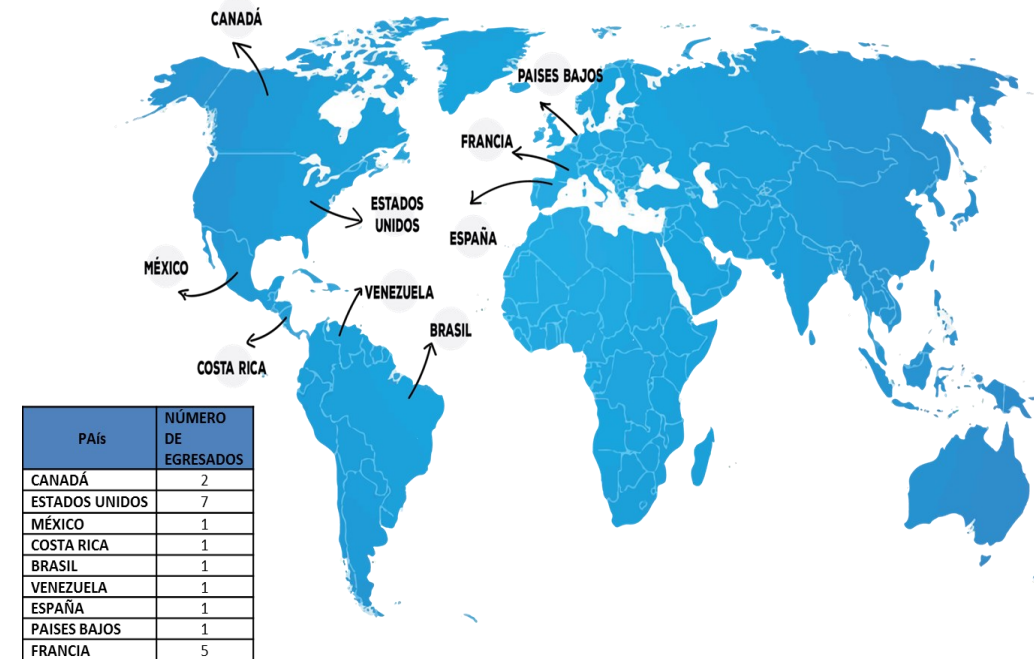 CANADÁ
PAISES BAJOS
FRANCIA
ESTADOS
UNIDOS
ESPAÑA
MÉXICO
VENEZUELA
BRASIL
COSTA RICA
PAís
NÚMERO
DE
EGRESADOS
CANADÁ 2
ESTADOS UNIDOS 7
MÉXICO 1
COSTA RICA 1
BRASIL 1
VENEZUELA 1
ESPAÑA 1
PAISES BAJOS 1
FRANCIA 5